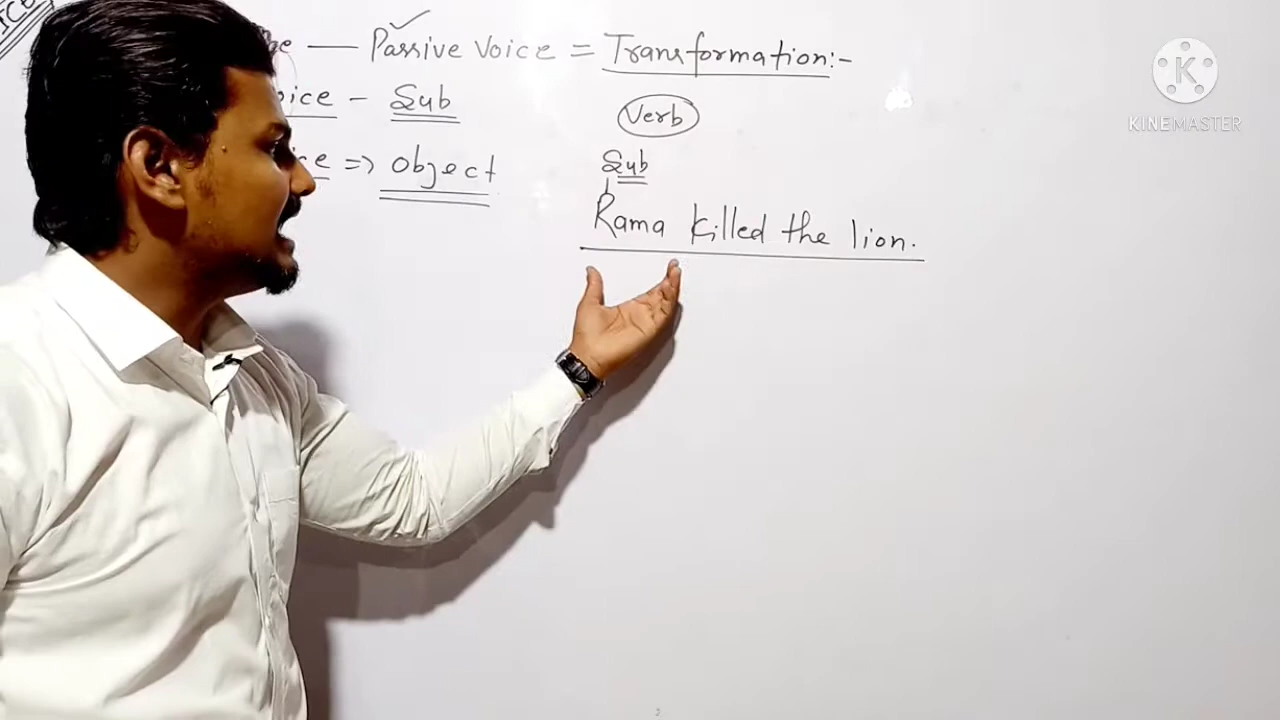 — Passive Voice = Transformation:-
- Sub
Verb
=> Object
Sub
Rama killed the lion.
K
KINEMASTER